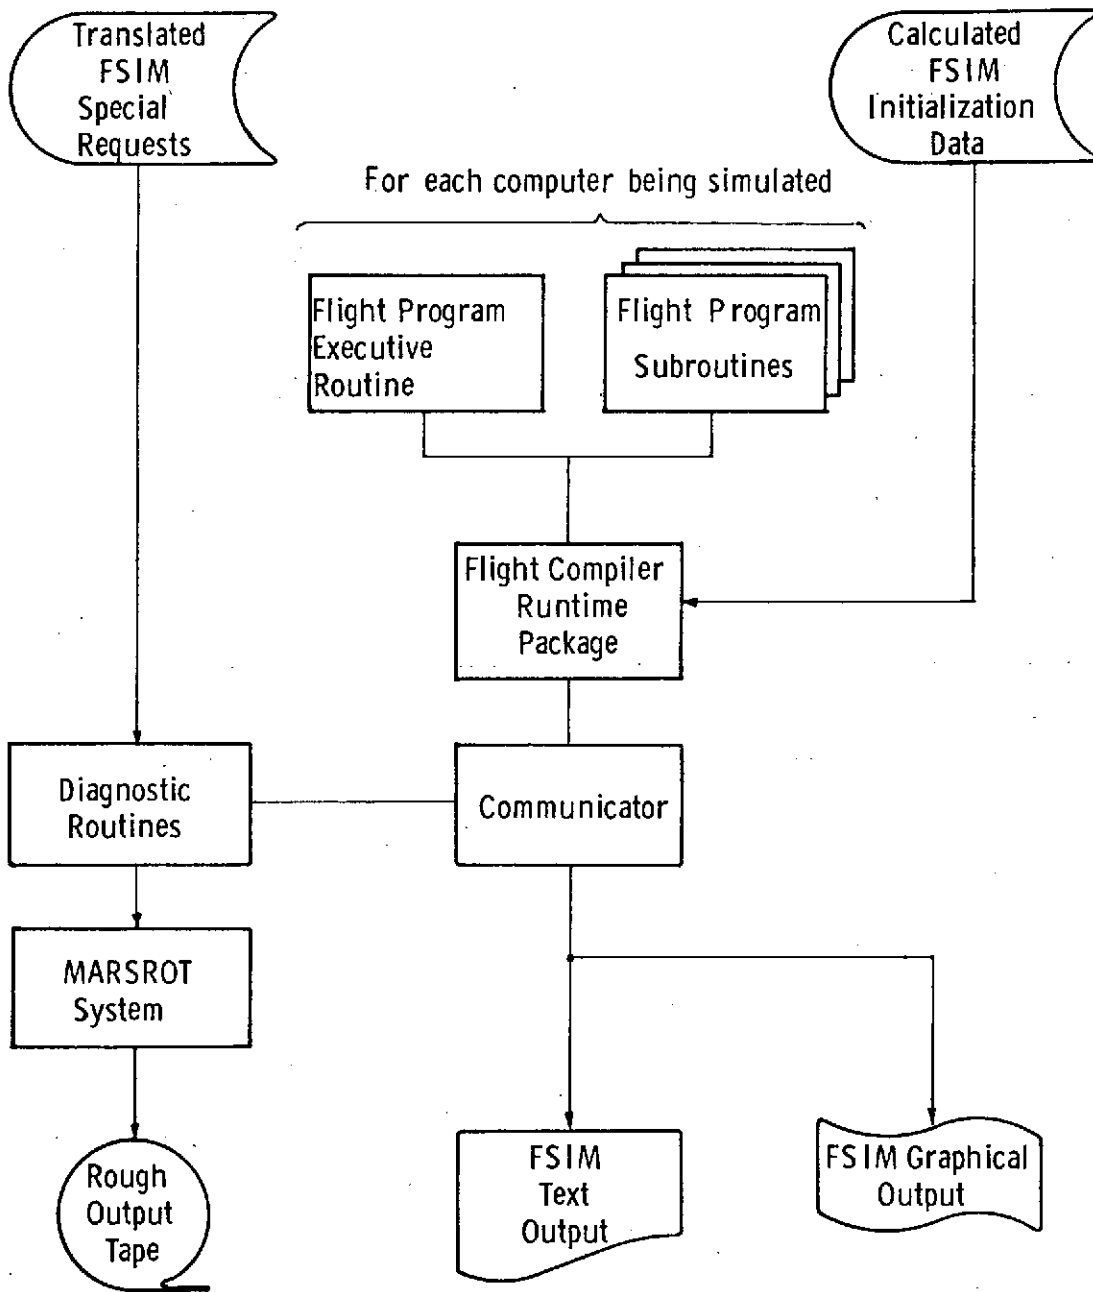 Translated
FSIM
Special
Requests
Calculated
FSIM
Initialization
Data
For each computer being simulated
Flight Program
Executive
Routine
Flight Program
Subroutines
Flight Compiler
Runtime
Package
Diagnostic
Routines
Communicator
MARSROT
System
Rough
Output
Tape
FSIM
Text
Output
FSIM Graphical
Output